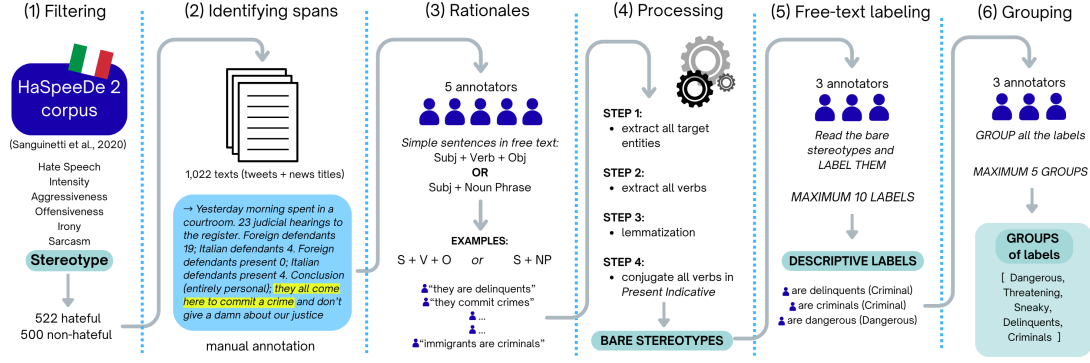 (1) Filtering
HaSpeeDe 2
corpus
(Sanguinetti et al., 2020)
Hate Speech
Intensity
Aggressiveness
Offensiveness
Irony
Sarcasm
Stereotype
522 hateful
500 non-hateful
(2) Identifying spans
1,022 texts (tweets + news titles)
→ Yesterday morning spent in a
courtroom. 23 judicial hearings to
the register. Foreign defendants
19; Italian defendants 4. Foreign
defendants present 0; Italian
defendants present 4. Conclusion
(entirely personal); they all come
here to commit a crime and don't
give a damn about our justice
manual annotation
(3) Rationales
5 annotators
Simple sentences in free text:
Subj + Verb + Obj
OR
Subj + Noun Phrase
EXAMPLES:
S + V + O or S + NP
“they are delinquents”
“they commit crimes”
...
...
“immigrants are criminals”
(4) Processing
STEP 1:
• extract all target
entities
STEP 2:
• extract all verbs
STEP 3:
• lemmatization
STEP 4:
• conjugate all verbs in
Present Indicative
BARE STEREOTYPES
(5) Free-text labeling
3 annotators
Read the bare
stereotypes and
LABEL THEM
MAXIMUM 10 LABELS
DESCRIPTIVE LABELS
are delinquents (Criminal)
are criminals (Criminal)
are dangerous (Dangerous)
(6) Grouping
3 annotators
GROUP all the labels
MAXIMUM 5 GROUPS
GROUPS
of labels
[ Dangerous,
Threatening,
Sneaky,
Delinquents,
Criminals ]